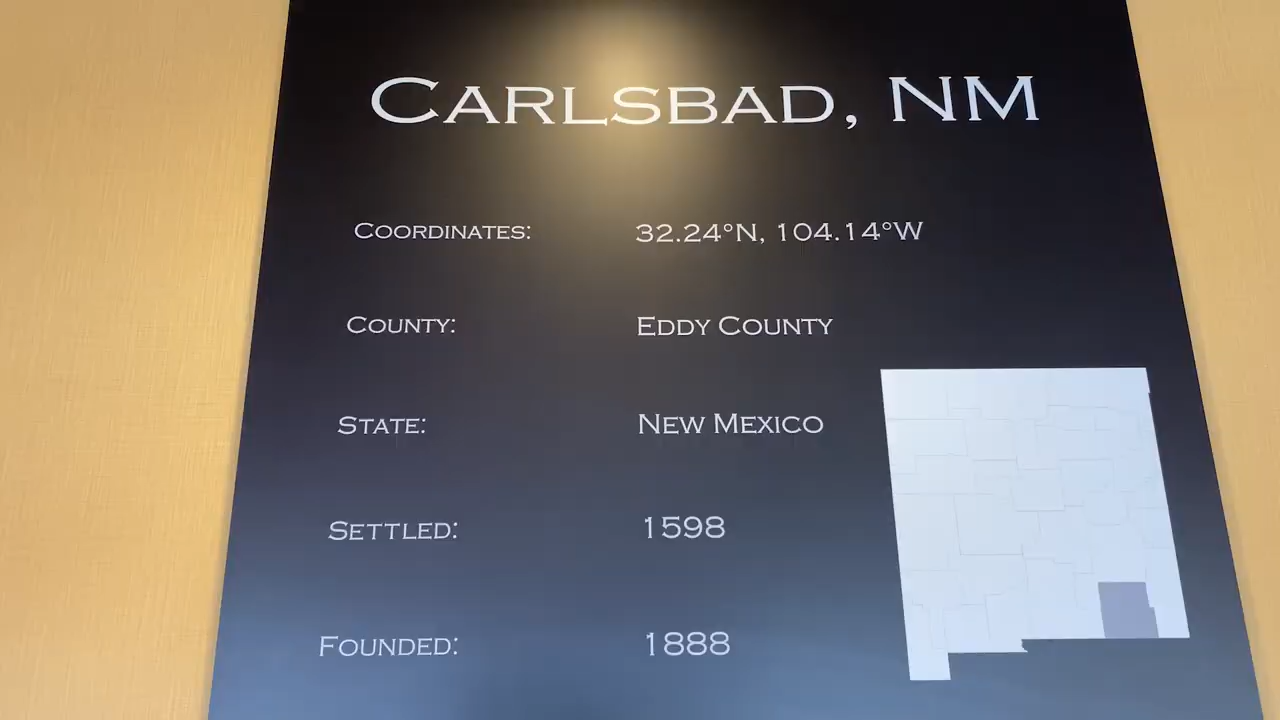 CARLSBAD, NM
COORDINATES: 32.24°N, 104.14°W
COUNTY: EDDY COUNTY
STATE: NEW MEXICO
SETTLED: 1598
FOUNDED: 1888